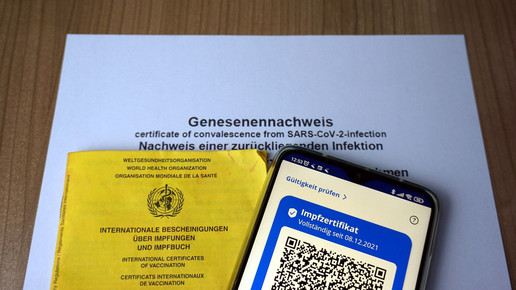 Genesenennachweis
certificate of convalescence from SARS-CoV-2-infection
Nachweis einer zurückliegenden Infektion
WELTGESUNDHEITSORGANISATION
WORLD HEALTH ORGANIZATION
ORGANISATION MONDIALE DE LA SANTÉ
INTERNATIONALE BESCHEINIGUNGEN
ÜBER IMPFUNGEN
UND IMPFBUCH
INTERNATIONAL CERTIFICATES
OF VACCINATION
CERTIFICATS INTERNATIONAUX
DE VACCINATION
12:53
Gültigkeit prüfen >
Impfzertifikat
Vollständig seit 08.12.2021
?